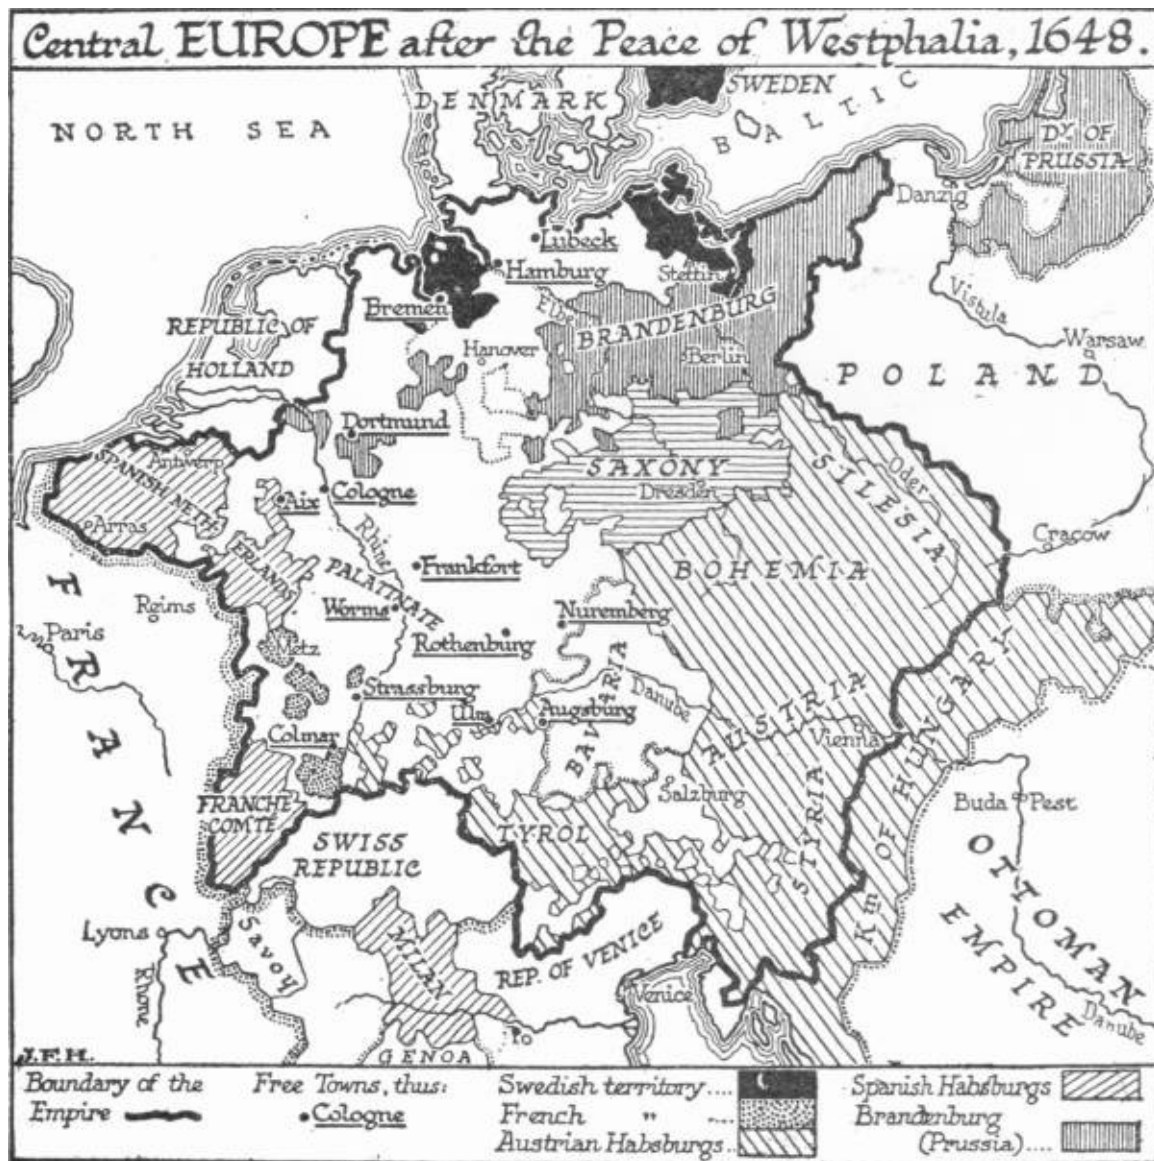 Central EUROPE after the Peace of Westphalia, 1648.
NORTH SEA
DENMARK
SWEDEN
BALTIC
Dy. OF
PRUSSIA
Danzig
Lübeck
Hamburg
Stettin
Bremen
Elbe
BRANDENBURG
Vistula
REPUBLIC OF
HOLLAND
Hanover
Berlin
Warsaw
POLAND
Dortmund
Antwerp
SPANISH NETH
ERLANDS
SAXONY
Dresden
SILESIA
Oder
Aix
Cologne
Arras
Rhine
Cracow
Frankfort
BOHEMIA
PALATINATE
Reims
Worms
Nuremberg
Paris
Metz
Rothenburg
FRANCE
Strassburg
Ulm
Augsburg
BAVARIA
Danube
AUSTRIA
Vienna
Km OF HUNGARY
Colmar
Salzburg
STYRIA
Buda Pest
FRANCHE
COMTÉ
SWISS
REPUBLIC
TYROL
OTTOMAN
EMPIRE
Lyons
Savoy
MILAN
REP. OF VENICE
Venice
Rhone
Po
Danube
GENOA
J.F.H.
Boundary of the
Empire
Free Towns, thus:
Cologne
Swedish territory....
French " ....
Austrian Habsburgs..
Spanish Habsburgs
Brandenburg
(Prussia)....